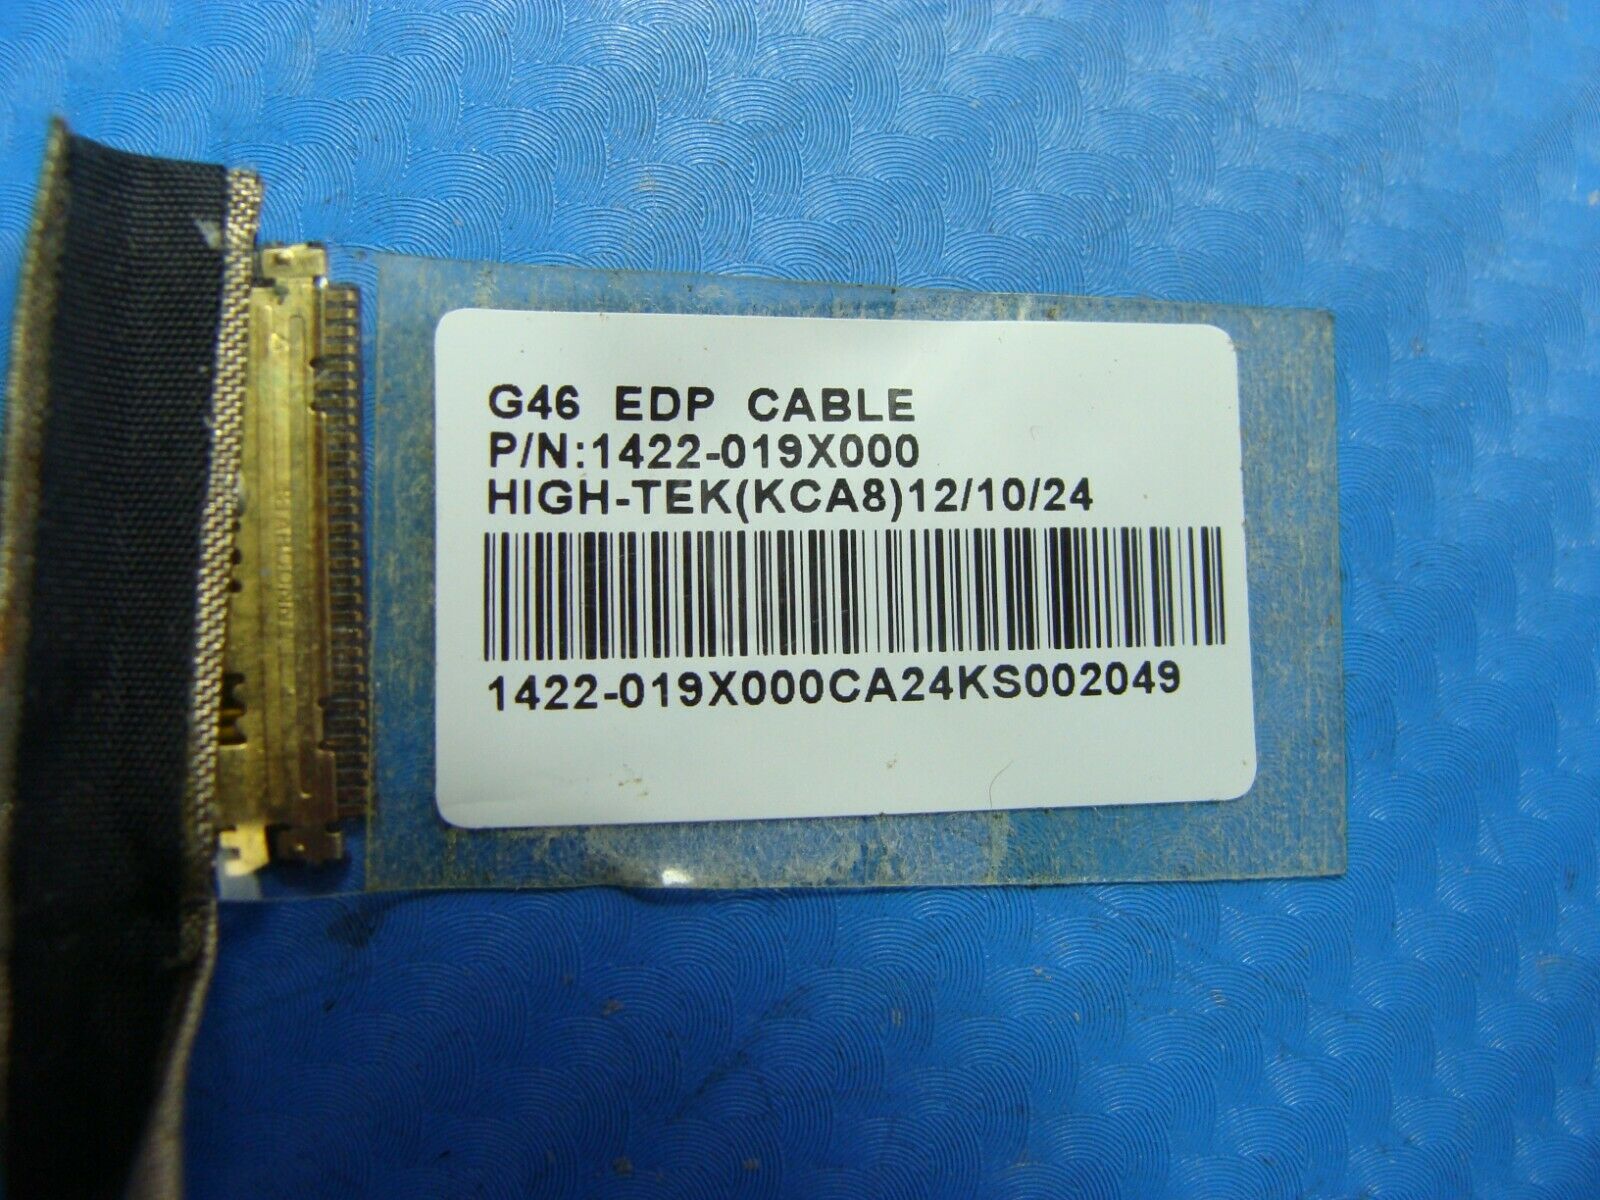 G46 EDP CABLE
P/N:1422-019X000
HIGH-TEK(KCA8)12/10/24
1422-019X000CA24KS002049